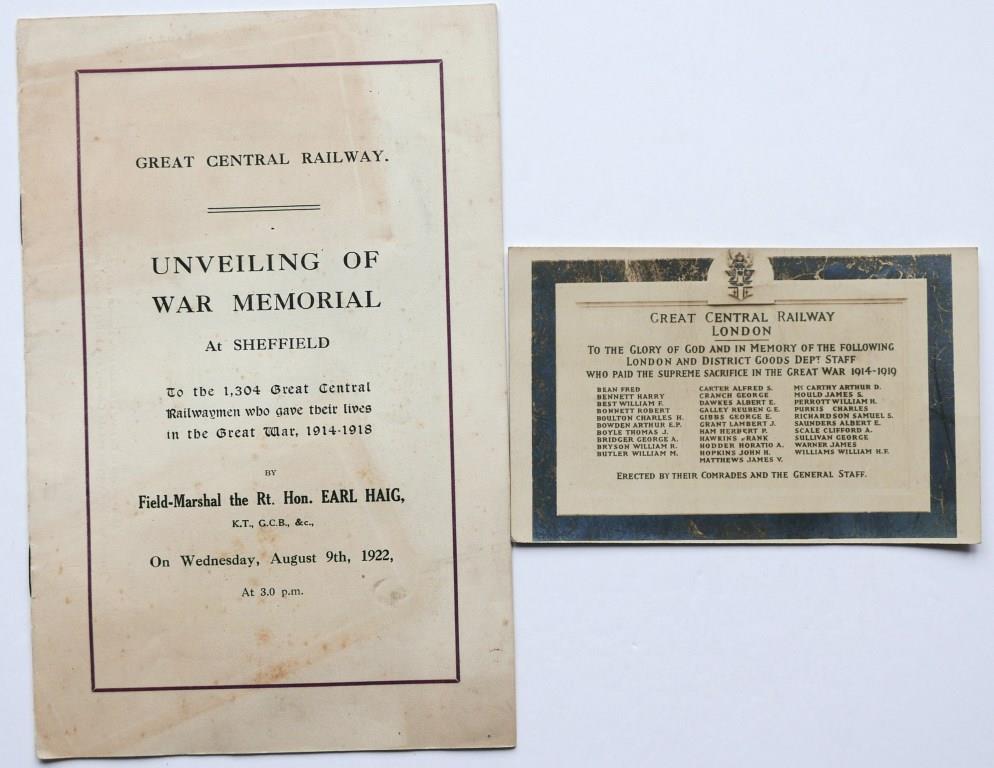 GREAT CENTRAL RAILWAY.
UNVEILING OF
WAR MEMORIAL
At SHEFFIELD
To the 1,304 Great Central
Railwaymen who gave their lives
in the Great War, 1914-1918
BY
Field-Marshal the Rt. Hon. EARL HAIG,
K.T., G.C.B., &c.,
On Wednesday, August 9th, 1922,
At 3.0 p.m.
GREAT CENTRAL RAILWAY
LONDON
TO THE GLORY OF GOD AND IN MEMORY OF THE FOLLOWING
LONDON AND DISTRICT GOODS DEPT STAFF
WHO PAID THE SUPREME SACRIFICE IN THE GREAT WAR 1914-1919
BEAN FRED
BENNETT HARRY
BEST WILLIAM F.
BONNETT ROBERT
BOULTON CHARLES H.
BOWDEN ARTHUR E.P.
BOYLE THOMAS J.
BRIDGER GEORGE A.
BRYSON WILLIAM R.
BUTLER WILLIAM M.
CARTER ALFRED S.
CRANCH GEORGE
DAWKES ALBERT E.
GALLEY REUBEN G.E.
GIBBS GEORGE E.
GRANT LAMBERT J.
HAM HERBERT P.
HAWKINS FRANK
HODDER HORATIO A.
HOPKINS JOHN H.
MATTHEWS JAMES V.
Mc CARTHY ARTHUR D.
MOULD JAMES S.
PERROTT WILLIAM H.
PURKIS CHARLES
RICHARDSON SAMUEL S.
SAUNDERS ALBERT E.
SCALE CLIFFORD A.
SULLIVAN GEORGE
WARNER JAMES
WILLIAMS WILLIAM H.F.
ERECTED BY THEIR COMRADES AND THE GENERAL STAFF.